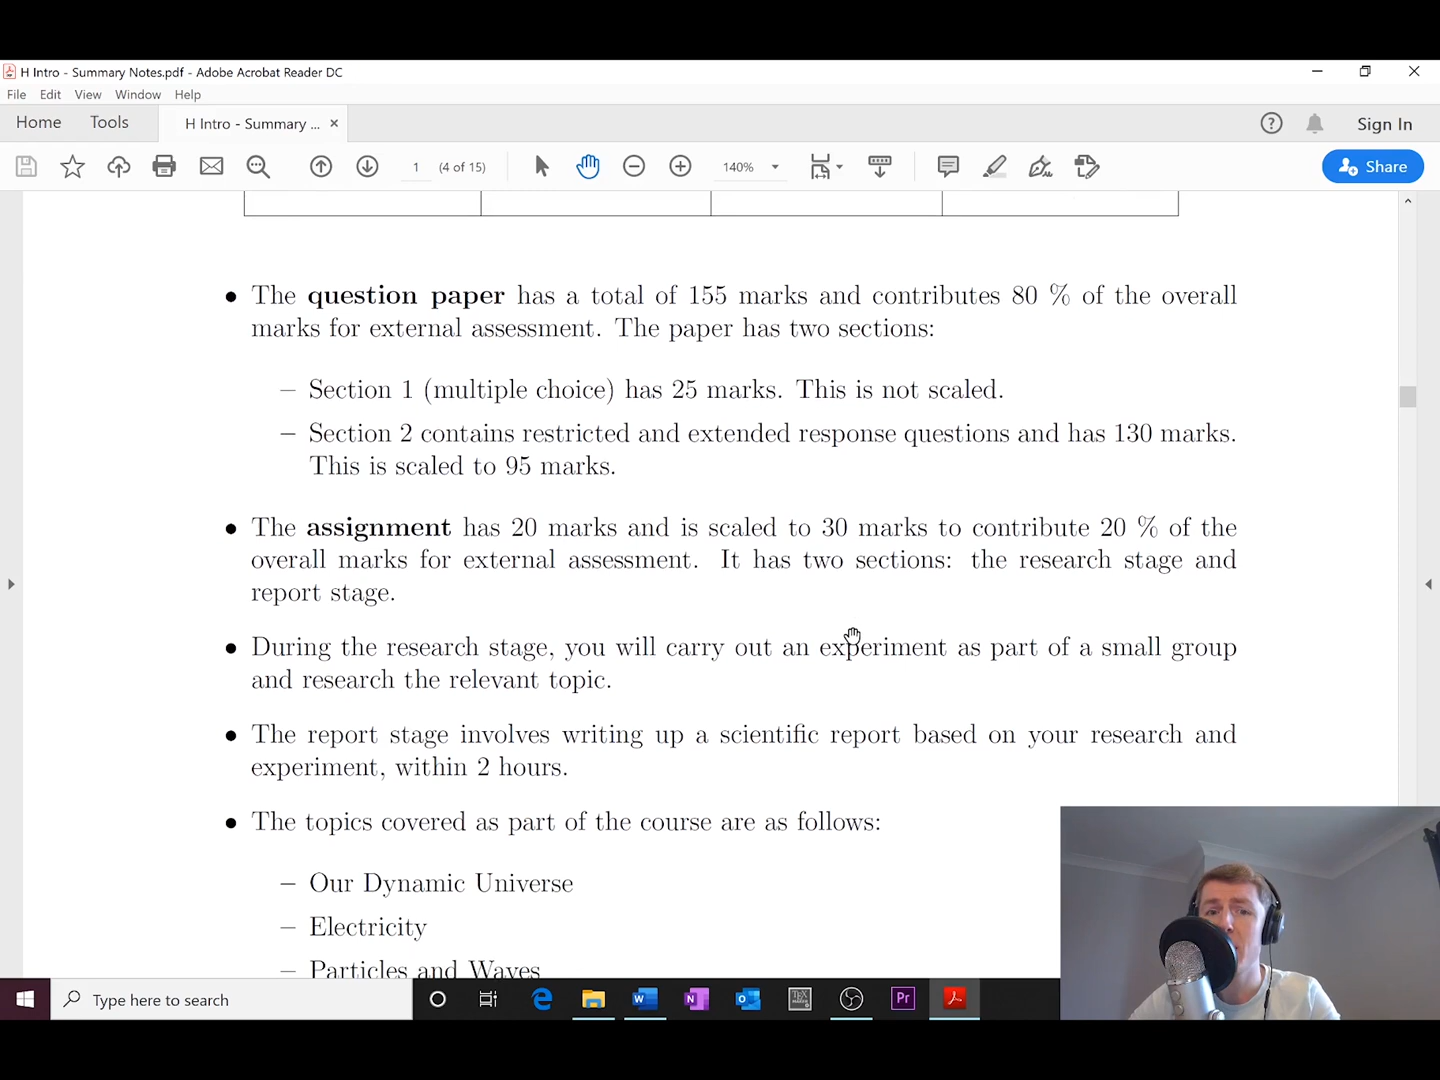 H Intro - Summary Notes.pdf - Adobe Acrobat Reader DC
File Edit View Window Help
Home Tools H Intro - Summary ... × Sign In
1 (4 of 15) 140% Share
• The question paper has a total of 155 marks and contributes 80 % of the overall
marks for external assessment. The paper has two sections:
– Section 1 (multiple choice) has 25 marks. This is not scaled.
– Section 2 contains restricted and extended response questions and has 130 marks.
This is scaled to 95 marks.
• The assignment has 20 marks and is scaled to 30 marks to contribute 20 % of the
overall marks for external assessment. It has two sections: the research stage and
report stage.
• During the research stage, you will carry out an experiment as part of a small group
and research the relevant topic.
• The report stage involves writing up a scientific report based on your research and
experiment, within 2 hours.
• The topics covered as part of the course are as follows:
– Our Dynamic Universe
– Electricity
– Particles and Waves
Type here to search
Pr